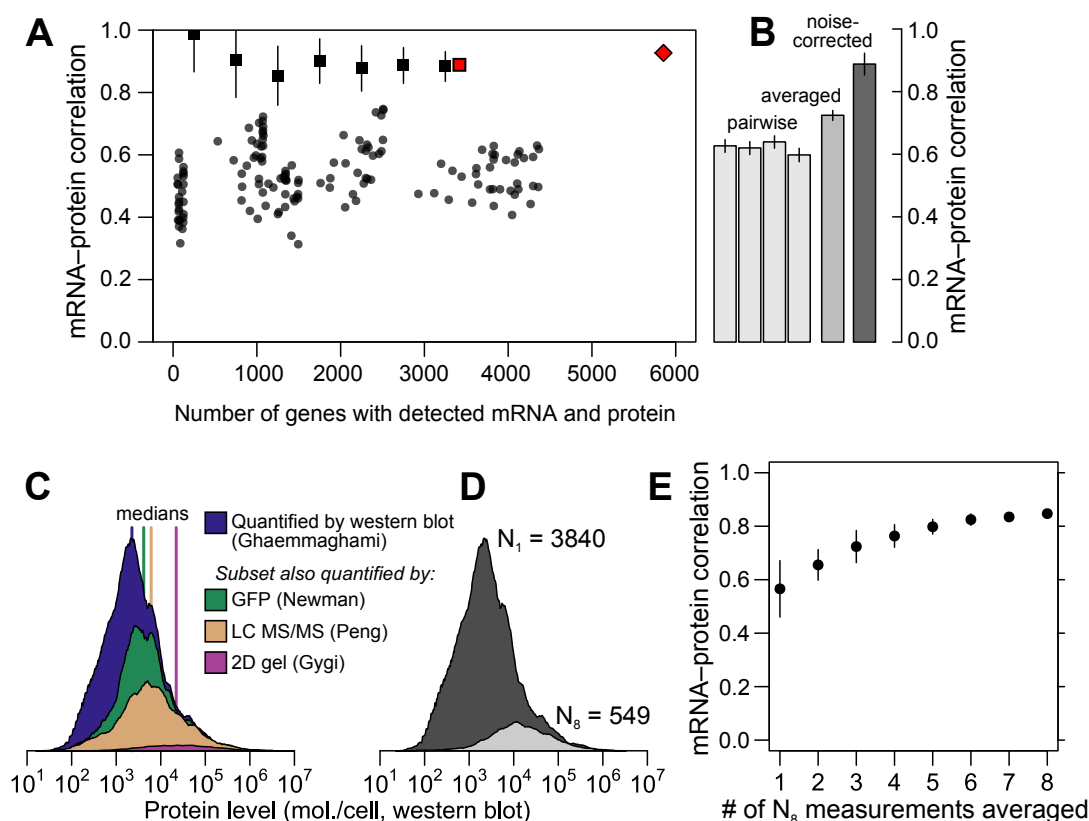 A
mRNA–protein correlation
1.0
0.8
0.6
0.4
0.2
0.0
0
1000
2000
3000
4000
5000
6000
Number of genes with detected mRNA and protein
B
noise-
corrected
averaged
pairwise
1.0
0.8
0.6
0.4
0.2
0.0
mRNA–protein correlation
C
medians
Quantified by western blot
(Ghaemmaghami)
Subset also quantified by:
GFP (Newman)
LC MS/MS (Peng)
2D gel (Gygi)
10¹
10²
10³
10⁴
10⁵
10⁶
10⁷
D
N₁ = 3840
N₈ = 549
10¹
10²
10³
10⁴
10⁵
10⁶
10⁷
Protein level (mol./cell, western blot)
E
mRNA–protein correlation
1.0
0.8
0.6
0.4
0.2
0.0
1
2
3
4
5
6
7
8
# of N₈ measurements averaged